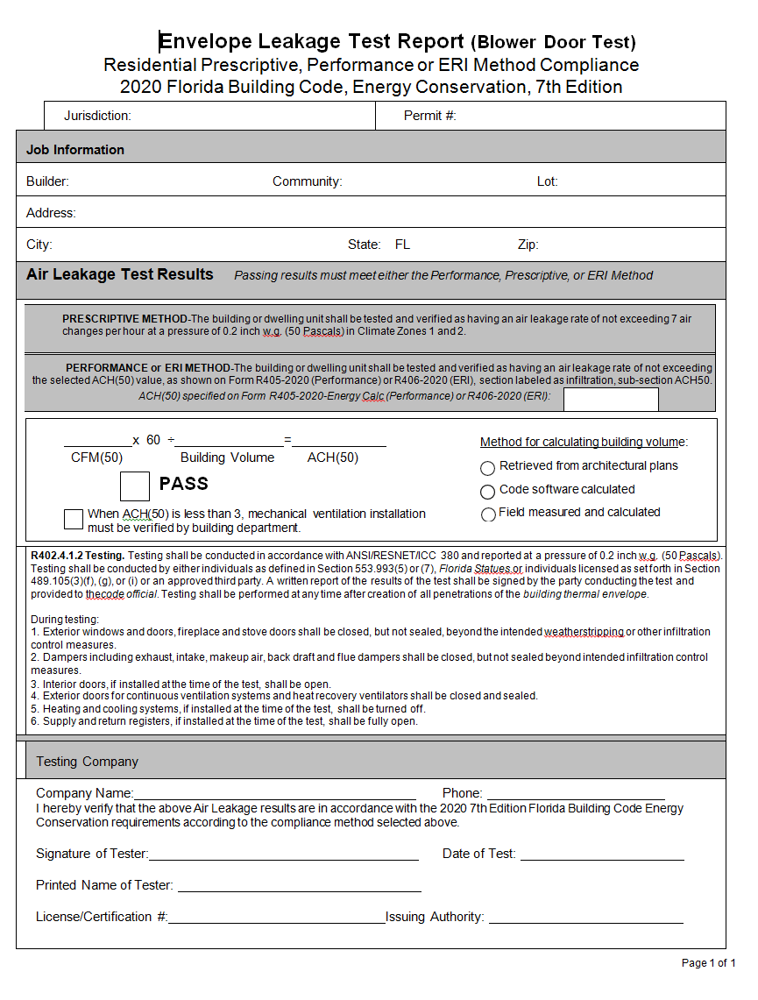 Envelope Leakage Test Report (Blower Door Test)
Residential Prescriptive, Performance or ERI Method Compliance
2020 Florida Building Code, Energy Conservation, 7th Edition
Jurisdiction: Permit #:
Job Information
Builder: Community: Lot:
Address:
City: State: FL Zip:
Air Leakage Test Results Passing results must meet either the Performance, Prescriptive, or ERI Method
PRESCRIPTIVE METHOD-The building or dwelling unit shall be tested and verified as having an air leakage rate of not exceeding 7 air
changes per hour at a pressure of 0.2 inch w.g. (50 Pascals) in Climate Zones 1 and 2.
PERFORMANCE or ERI METHOD-The building or dwelling unit shall be tested and verified as having an air leakage rate of not exceeding
the selected ACH(50) value, as shown on Form R405-2020 (Performance) or R406-2020 (ERI), section labeled as infiltration, sub-section ACH50.
ACH(50) specified on Form R405-2020-Energy Calc (Performance) or R406-2020 (ERI):
__________x 60 ÷________________=______________
CFM(50) Building Volume ACH(50)
Method for calculating building volume:
Retrieved from architectural plans
Code software calculated
Field measured and calculated
PASS
When ACH(50) is less than 3, mechanical ventilation installation
must be verified by building department.
R402.4.1.2 Testing. Testing shall be conducted in accordance with ANSI/RESNET/ICC 380 and reported at a pressure of 0.2 inch w.g. (50 Pascals).
Testing shall be conducted by either individuals as defined in Section 553.993(5) or (7), Florida Statues,or individuals licensed as set forth in Section
489.105(3)(f), (g), or (i) or an approved third party. A written report of the results of the test shall be signed by the party conducting the test and
provided to thecode official. Testing shall be performed at any time after creation of all penetrations of the building thermal envelope.
During testing:
1. Exterior windows and doors, fireplace and stove doors shall be closed, but not sealed, beyond the intended weatherstripping or other infiltration
control measures.
2. Dampers including exhaust, intake, makeup air, back draft and flue dampers shall be closed, but not sealed beyond intended infiltration control
measures.
3. Interior doors, if installed at the time of the test, shall be open.
4. Exterior doors for continuous ventilation systems and heat recovery ventilators shall be closed and sealed.
5. Heating and cooling systems, if installed at the time of the test, shall be turned off.
6. Supply and return registers, if installed at the time of the test, shall be fully open.
Testing Company
Company Name:____________________ Phone: ____________________
I hereby verify that the above Air Leakage results are in accordance with the 2020 7th Edition Florida Building Code Energy
Conservation requirements according to the compliance method selected above.
Signature of Tester:____________________ Date of Test: ____________________
Printed Name of Tester: ____________________
License/Certification #:____________________Issuing Authority: ____________________
Page 1 of 1